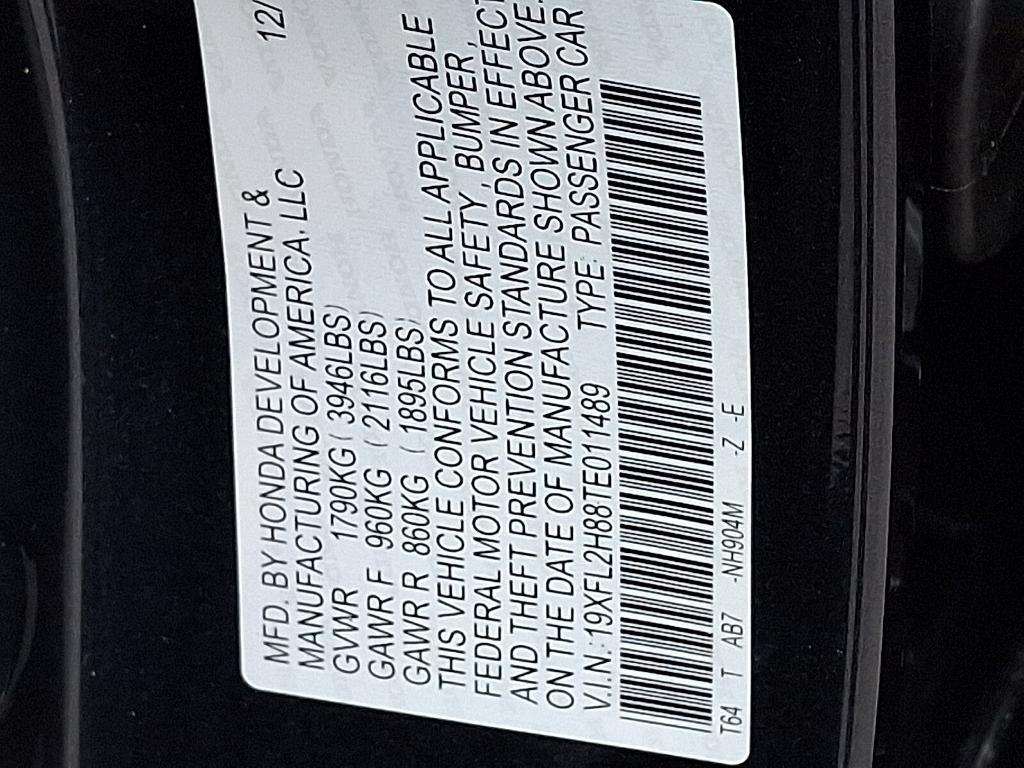 MFD. BY HONDA DEVELOPMENT & 12/
MANUFACTURING OF AMERICA. LLC
GVWR 1790KG ( 3946LBS)
GAWR F 960KG ( 2116LBS)
GAWR R 860KG ( 1895LBS)
THIS VEHICLE CONFORMS TO ALL APPLICABLE
FEDERAL MOTOR VEHICLE SAFETY, BUMPER,
AND THEFT PREVENTION STANDARDS IN EFFECT
ON THE DATE OF MANUFACTURE SHOWN ABOVE.
V.I.N.: 19XFL2H88TE011489 TYPE: PASSENGER CAR
T64 T AB7 -NH904M -Z -E